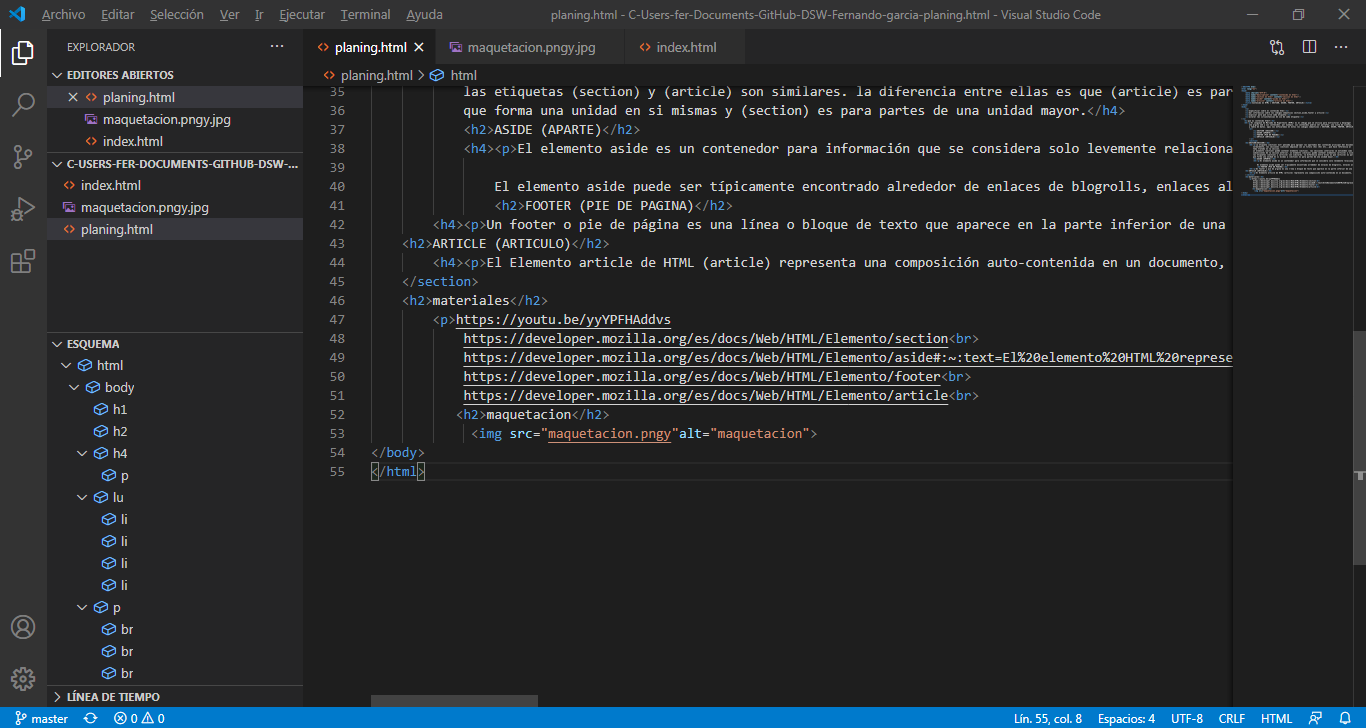 Archivo Editar Selección Ver Ir Ejecutar Terminal Ayuda planing.html - C-Users-fer-Documents-GitHub-DSW-Fernando-garcia-planing.html - Visual Studio Code
EXPLORADOR
EDITORES ABIERTOS
planing.html
maquetacion.pngy.jpg
index.html
C-USERS-FER-DOCUMENTS-GITHUB-DSW-...
index.html
maquetacion.pngy.jpg
planing.html
ESQUEMA
html
body
h1
h2
h4
p
lu
li
li
li
li
p
br
br
br
LÍNEA DE TIEMPO
planing.html maquetacion.pngy.jpg index.html
planing.html > html
35 las etiquetas (section) y (article) son similares. la diferencia entre ellas es que (article) es par
36 que forma una unidad en si mismas y (section) es para partes de una unidad mayor.</h4>
37 <h2>ASIDE (APARTE)</h2>
38 <h4><p>El elemento aside es un contenedor para información que se considera solo levemente relaciona
39
40 El elemento aside puede ser típicamente encontrado alrededor de enlaces de blogrolls, enlaces al
41 <h2>FOOTER (PIE DE PAGINA)</h2>
42 <h4><p>Un footer o pie de página es una línea o bloque de texto que aparece en la parte inferior de una
43 <h2>ARTICLE (ARTICULO)</h2>
44 <h4><p>El Elemento article de HTML (article) representa una composición auto-contenida en un documento,
45 </section>
46 <h2>materiales</h2>
47 <p>https://youtu.be/yyYPFHAddvs
48 https://developer.mozilla.org/es/docs/Web/HTML/Elemento/section<br>
49 https://developer.mozilla.org/es/docs/Web/HTML/Elemento/aside#:~:text=El%20elemento%20HTML%20represe
50 https://developer.mozilla.org/es/docs/Web/HTML/Elemento/footer<br>
51 https://developer.mozilla.org/es/docs/Web/HTML/Elemento/article<br>
52 <h2>maquetacion</h2>
53 <img src="maquetacion.pngy"alt="maquetacion">
54 </body>
55 </html>
master 0 0 Lín. 55, col. 8 Espacios: 4 UTF-8 CRLF HTML